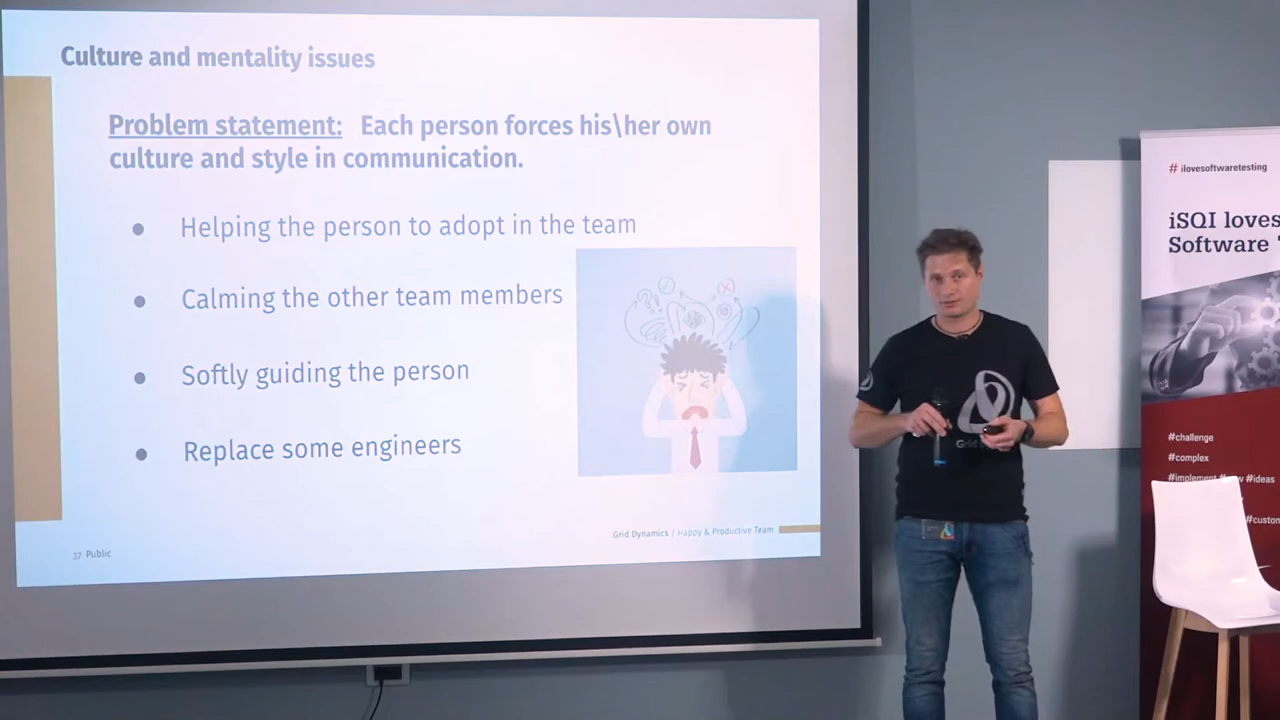 Culture and mentality issues
Problem statement: Each person forces his\her own
culture and style in communication.
● Helping the person to adopt in the team
● Calming the other team members
● Softly guiding the person
● Replace some engineers
Grid Dynamics / Happy & Productive Team
37 Public
Grid
# ilovesoftwaretesting
iSQI loves
Software
#challenge
#complex
#implement #ideas
#custom